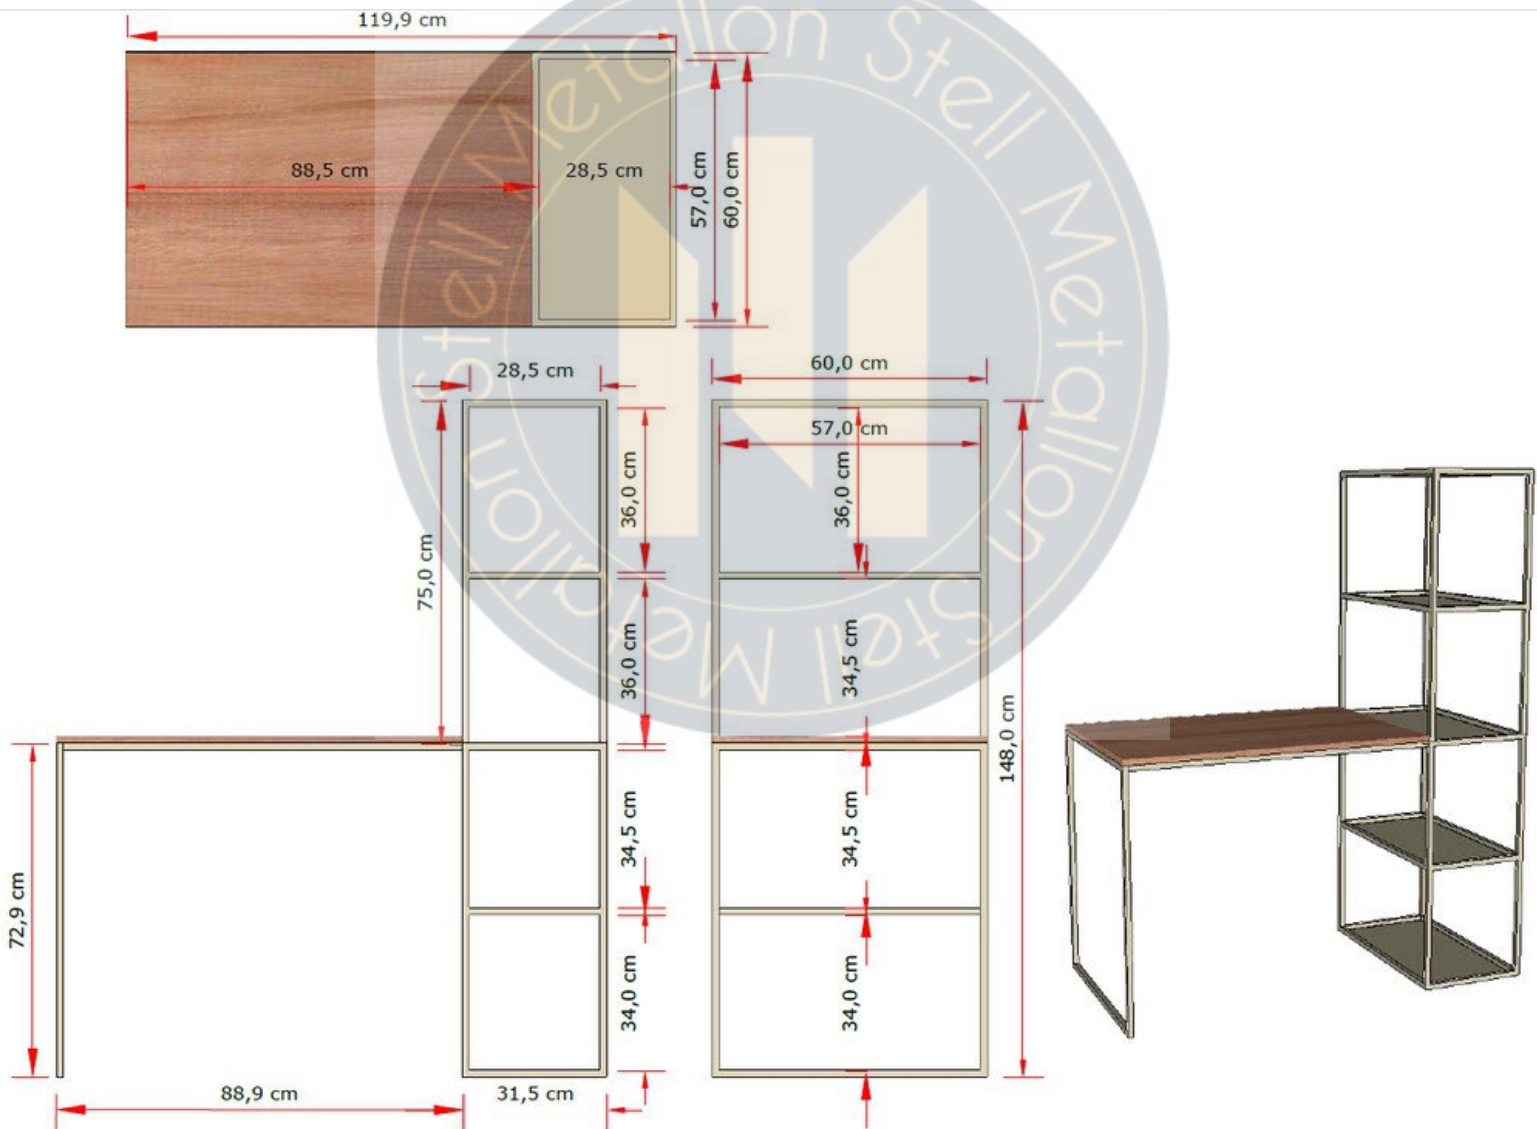 119,9 cm
88,5 cm
28,5 cm
57,0 cm
60,0 cm
28,5 cm
60,0 cm
57,0 cm
75,0 cm
36,0 cm
36,0 cm
36,0 cm
34,5 cm
148,0 cm
72,9 cm
34,5 cm
34,5 cm
34,0 cm
34,0 cm
88,9 cm
31,5 cm
Stell Metallon Stell Metallon Stell Metallon Stell Metallon